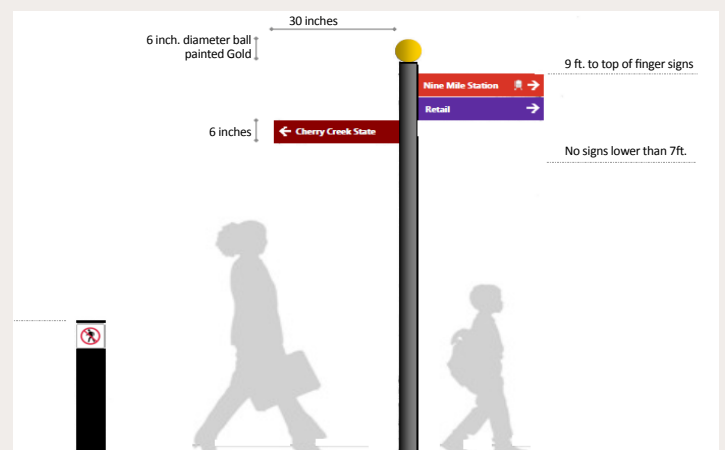 30 inches
6 inch. diameter ball
painted Gold
9 ft. to top of finger signs
Nine Mile Station
Retail
6 inches
Cherry Creek State
No signs lower than 7ft.